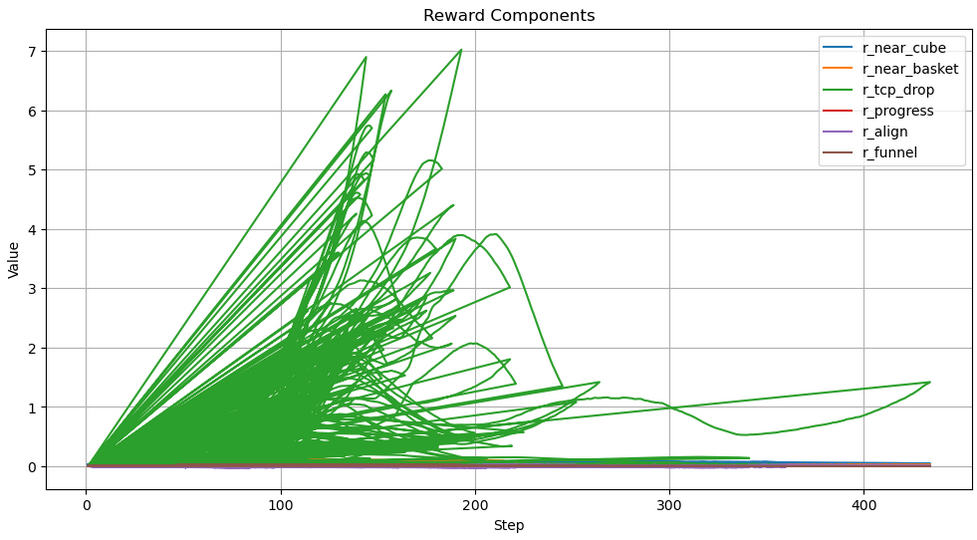 Reward Components
r_near_cube
r_near_basket
r_tcp_drop
r_progress
r_align
r_funnel
7
6
5
4
3
2
1
0
Value
0 100 200 300 400
Step